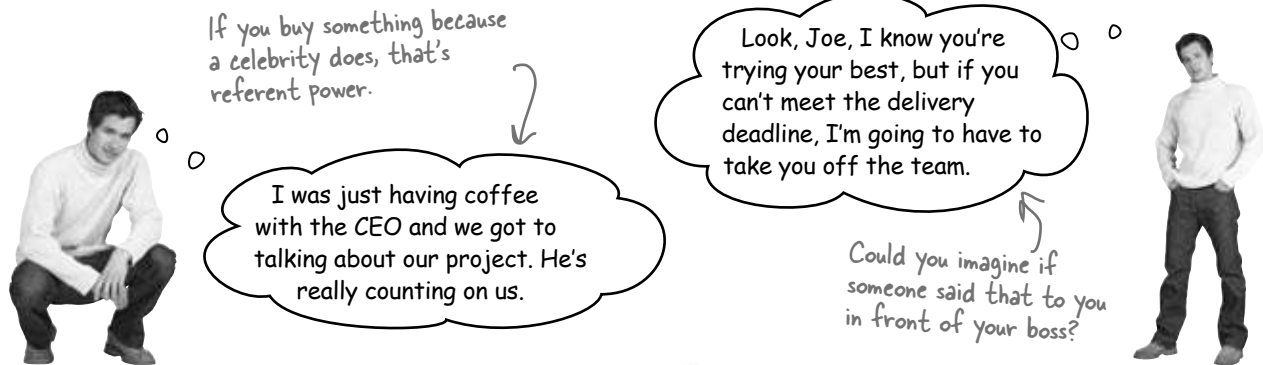 If you buy something because
a celebrity does, that's
referent power.
I was just having coffee
with the CEO and we got to
talking about our project. He's
really counting on us.
Look, Joe, I know you're
trying your best, but if you
can't meet the delivery
deadline, I'm going to have to
take you off the team.
Could you imagine if
someone said that to you
in front of your boss?